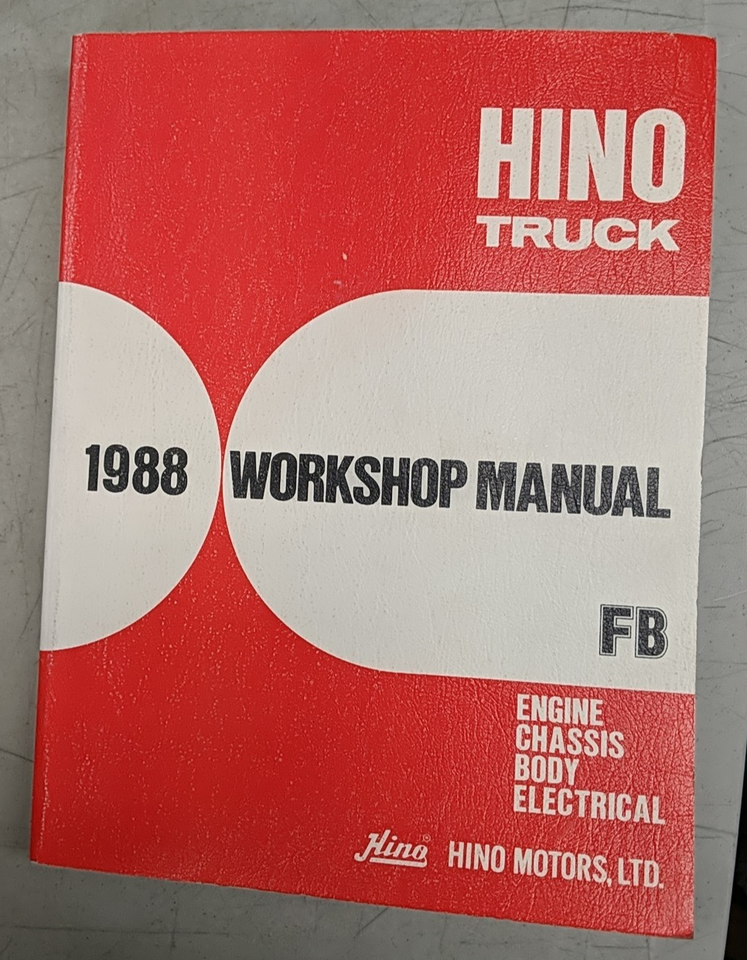 HINO
TRUCK
1988 WORKSHOP MANUAL
FB
ENGINE
CHASSIS
BODY
ELECTRICAL
Hino® HINO MOTORS, LTD.